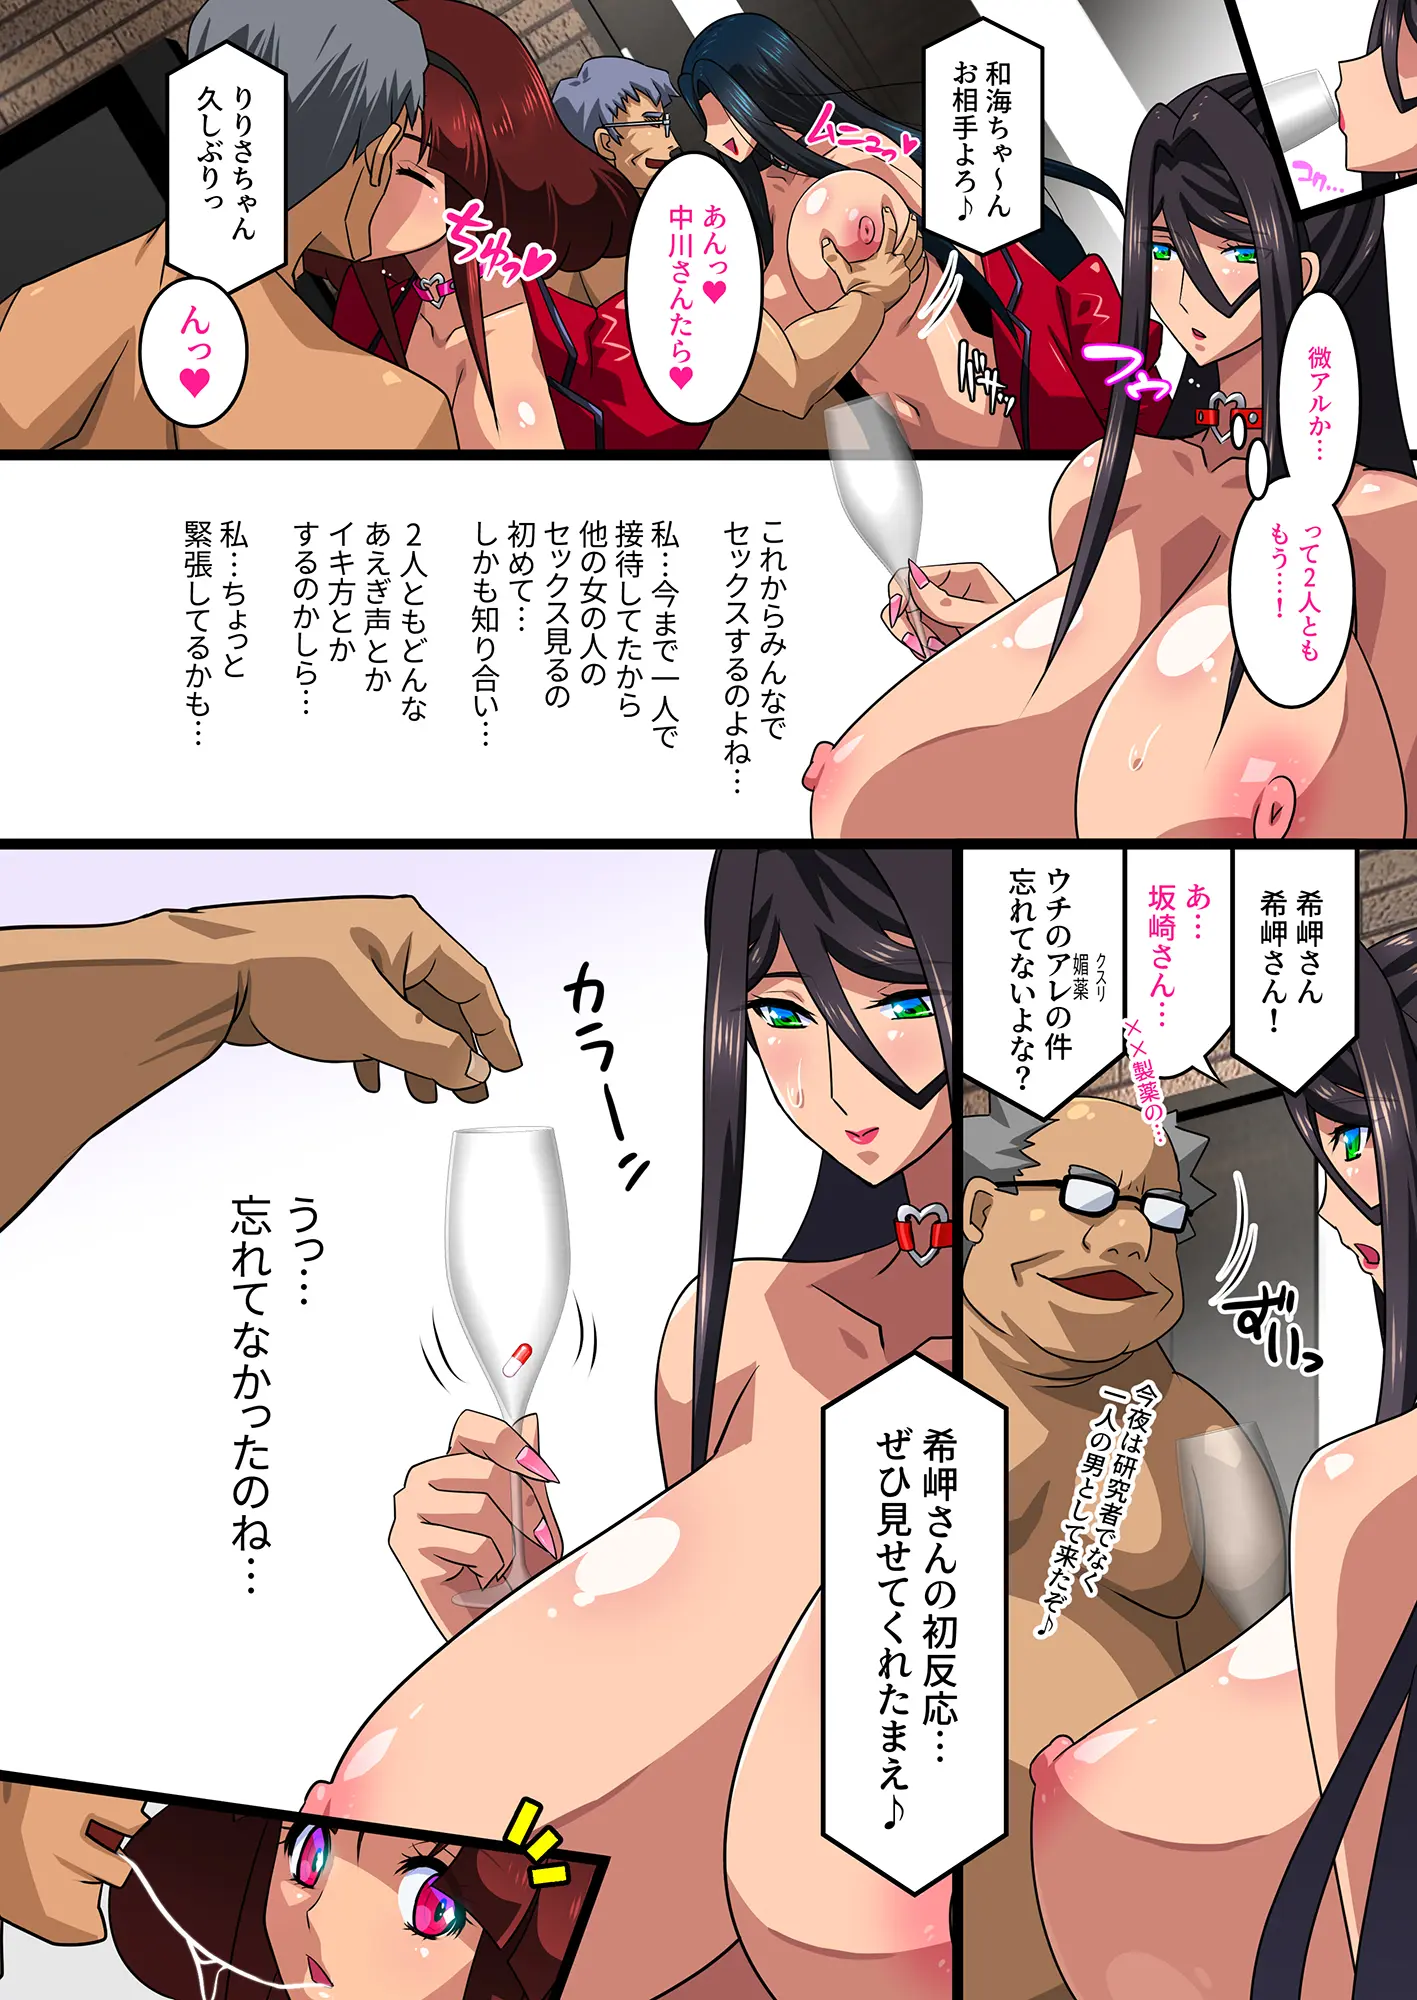 コク…
微アルか…
って2人とも
もう…！
フゥ
和海ちゃ〜ん
お相手よろ♪
ムニュっ♥
あんっ♥
中川さんたら♥
りりさちゃん
久しぶりっ
ちゅっ♥
んっ♥
これからみんなで
セックスするのよね…
私…今まで一人で
接待してたから
他の女の人の
セックス見るの
初めて…
しかも知り合い…
2人ともどんな
あえぎ声とか
イキ方とか
するのかしら…
私…ちょっと
緊張してるかも…
希岬さん
希岬さん！
あ…
坂崎さん…
××製薬の…
ウチのアレの件
媚薬
クスリ
忘れてないよな？
ずいっ
今夜は研究者でなく
一人の男として来たぞ♪
希岬さんの初反応…
ぜひ見せてくれたまえ♪
カラーン
うっ…
忘れてなかったのね…